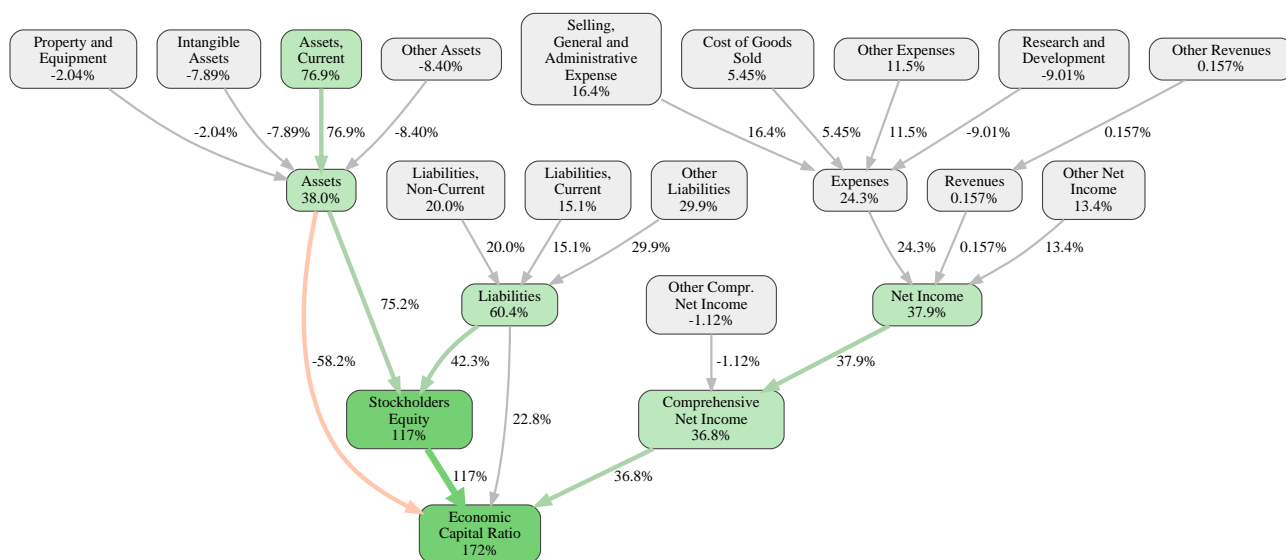 Property and
Equipment
-2.04%
Intangible
Assets
-7.89%
Assets,
Current
76.9%
Other Assets
-8.40%
Selling,
General and
Administrative
Expense
16.4%
Cost of Goods
Sold
5.45%
Other Expenses
11.5%
Research and
Development
-9.01%
Other Revenues
0.157%
-2.04%
-7.89%
76.9%
-8.40%
16.4%
5.45%
11.5%
-9.01%
0.157%
Assets
38.0%
Liabilities,
Non-Current
20.0%
Liabilities,
Current
15.1%
Other
Liabilities
29.9%
Expenses
24.3%
Revenues
0.157%
Other Net
Income
13.4%
20.0%
15.1%
29.9%
24.3%
0.157%
13.4%
75.2%
Liabilities
60.4%
Other Compr.
Net Income
-1.12%
Net Income
37.9%
-58.2%
42.3%
-1.12%
37.9%
Stockholders
Equity
117%
22.8%
Comprehensive
Net Income
36.8%
117%
36.8%
Economic
Capital Ratio
172%